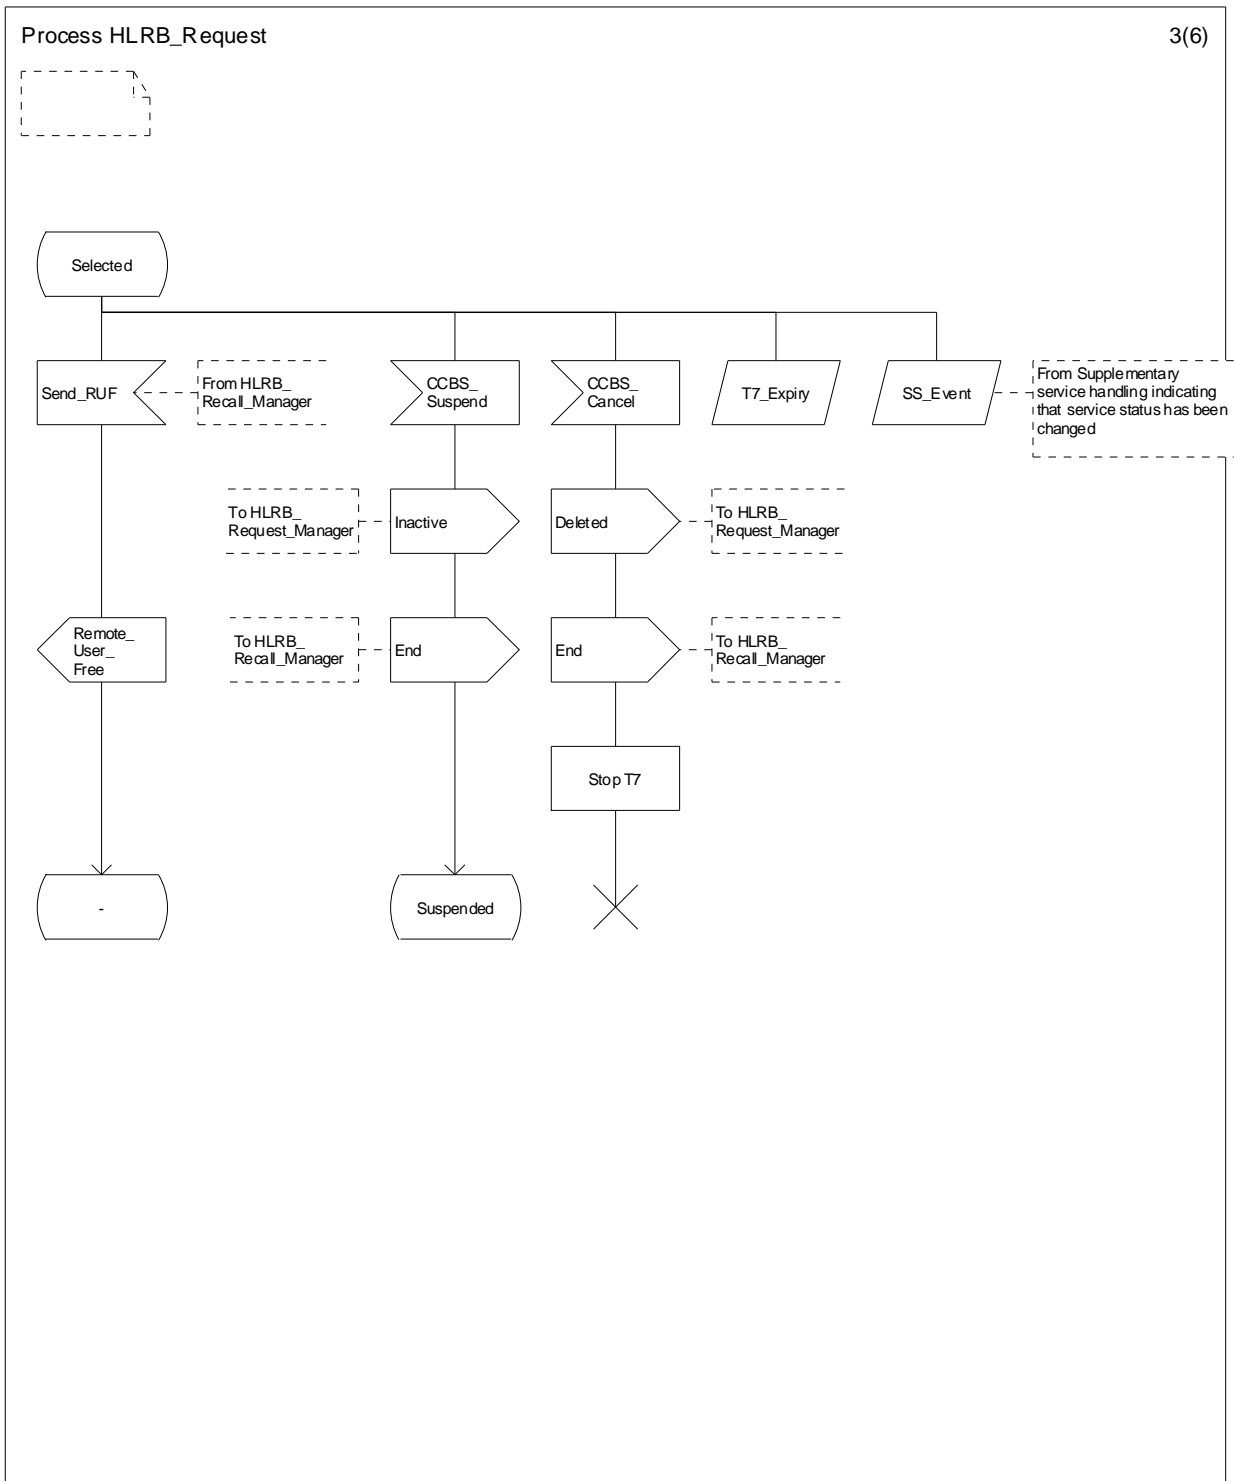 Process HLRB_Request
3(6)
Selected
Send_RUF
From HLRB_
Recall_Manager
CCBS_
Suspend
CCBS_
Cancel
T7_Expiry
SS_Event
From Supplementary
service handling indicating
that service status has been
changed
To HLRB_
Request_Manager
Inactive
Deleted
To HLRB_
Request_Manager
Remote_
User_
Free
To HLRB_
Recall_Manager
End
End
To HLRB_
Recall_Manager
Stop T7
-
Suspended